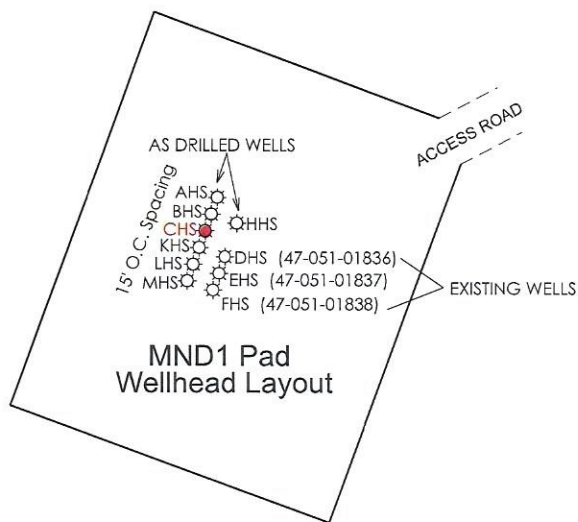 ACCESS ROAD
AS DRILLED WELLS
15' O.C. Spacing
AHS
BHS
CHS
KHS
LHS
MHS
HHS
DHS (47-051-01836)
EHS (47-051-01837)
FHS (47-051-01838)
EXISTING WELLS
MND1 Pad
Wellhead Layout